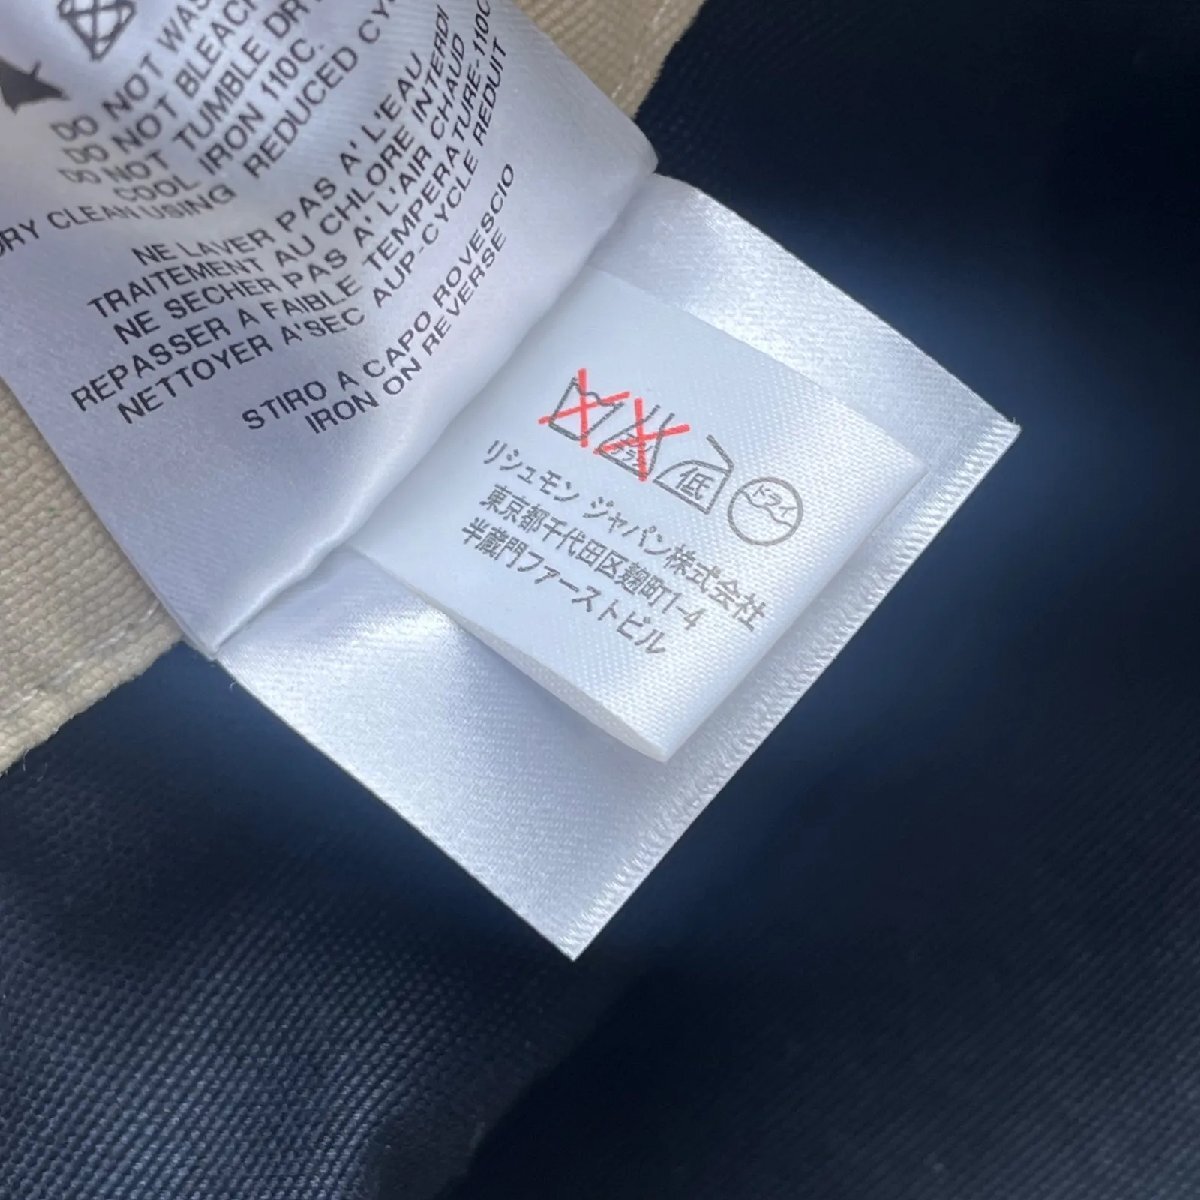 DO NOT WAS
DO NOT BLEACH
DO NOT TUMBLE DR
COOL IRON 110C.
DRY CLEAN USING REDUCED CY
NE LAVER PAS A' L'EAU
TRAITEMENT AU CHLORE INTERDI
NE SECHER PAS A' L'AIR CHAUD
REPASSER A FAIBLE TEMPERATURE-110C
NETTOYER A'SEC AUP-CYCLE REDUIT
STIRO A CAPO ROVESCIO
IRON ON REVERSE
低 ドライ
リシュモン ジャパン株式会社
東京都千代田区麹町1-4
半蔵門ファーストビル